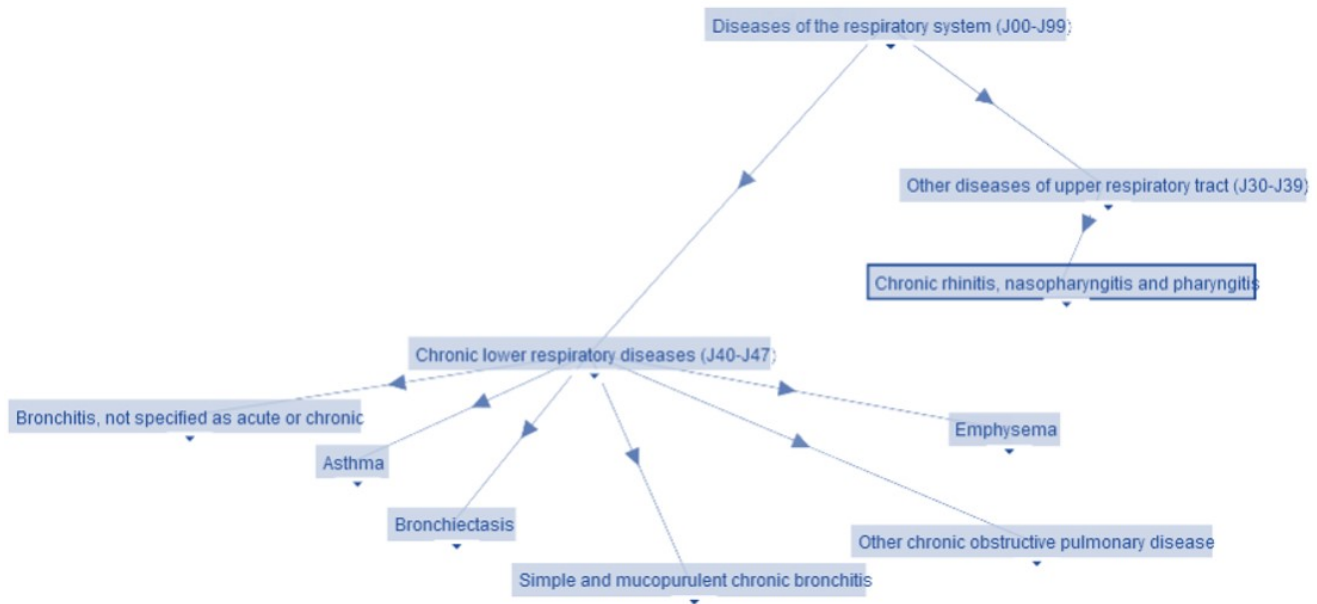 Diseases of the respiratory system (J00-J99)
Other diseases of upper respiratory tract (J30-J39)
Chronic rhinitis, nasopharyngitis and pharyngitis
Chronic lower respiratory diseases (J40-J47)
Bronchitis, not specified as acute or chronic
Emphysema
Asthma
Bronchiectasis
Other chronic obstructive pulmonary disease
Simple and mucopurulent chronic bronchitis